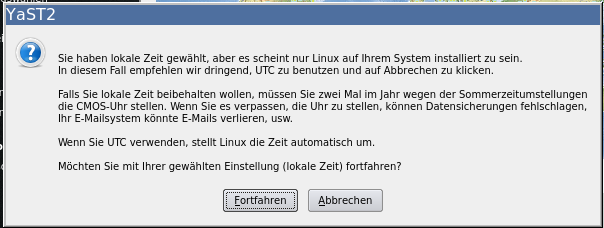 YaST2
Sie haben lokale Zeit gewählt, aber es scheint nur Linux auf Ihrem System installiert zu sein.
In diesem Fall empfehlen wir dringend, UTC zu benutzen und auf Abbrechen zu klicken.
Falls Sie lokale Zeit beibehalten wollen, müssen Sie zwei Mal im Jahr wegen der Sommerzeitumstellungen
die CMOS-Uhr stellen. Wenn Sie es verpassen, die Uhr zu stellen, können Datensicherungen fehlschlagen,
Ihr E-Mailsystem könnte E-Mails verlieren, usw.
Wenn Sie UTC verwenden, stellt Linux die Zeit automatisch um.
Möchten Sie mit Ihrer gewählten Einstellung (lokale Zeit) fortfahren?
Fortfahren Abbrechen